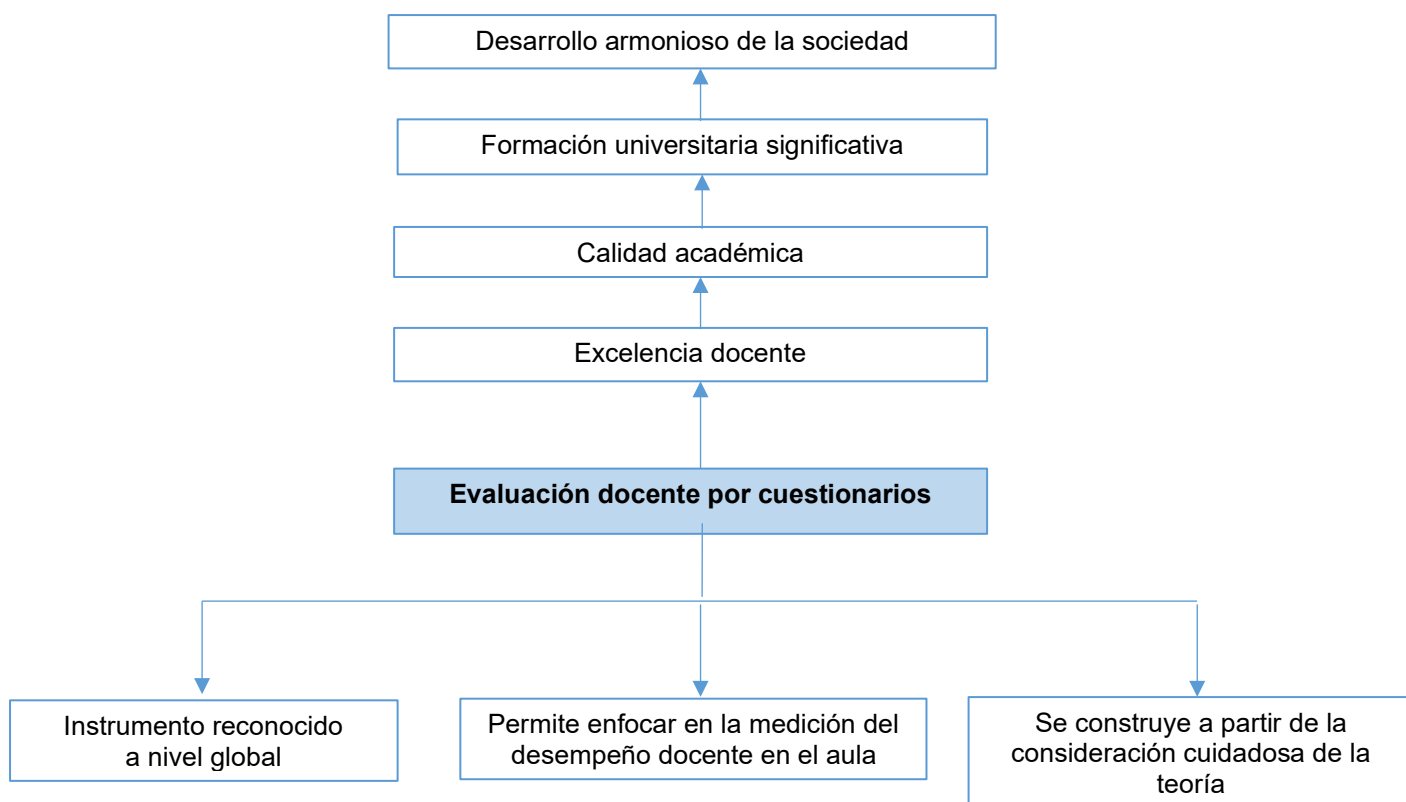 Desarrollo armonioso de la sociedad
Formación universitaria significativa
Calidad académica
Excelencia docente
Evaluación docente por cuestionarios
Instrumento reconocido
a nivel global
Permite enfocar en la medición del
desempeño docente en el aula
Se construye a partir de la
consideración cuidadosa de la
teoría